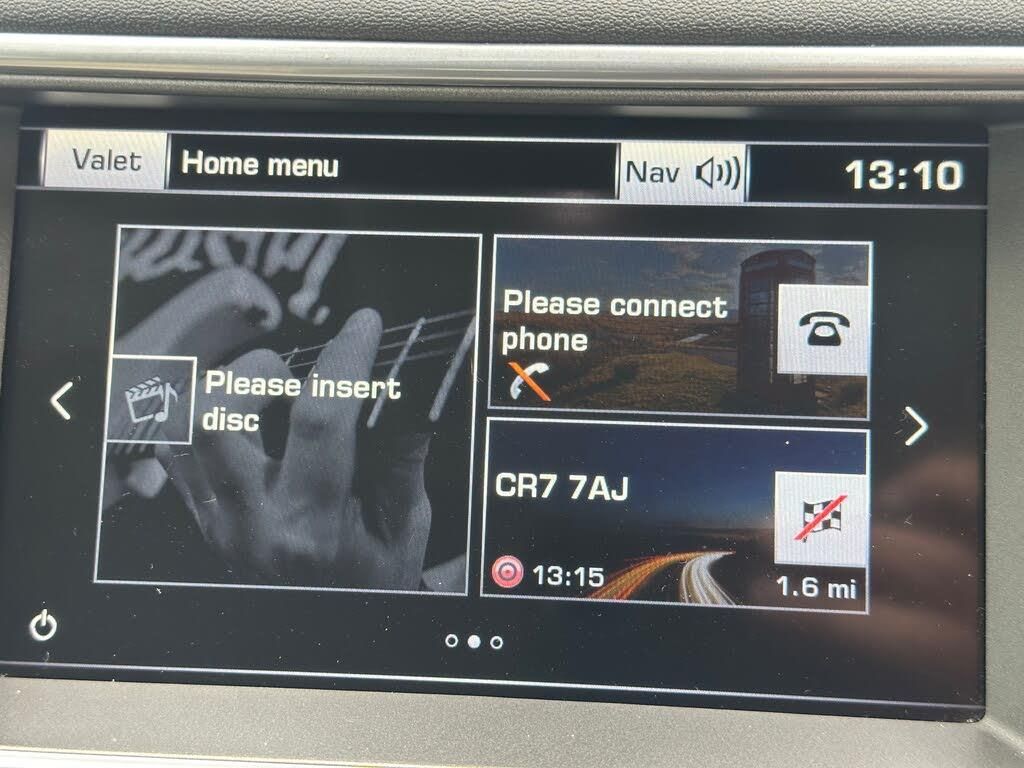 Valet
Home menu
Nav
13:10
Please insert
disc
Please connect
phone
CR7 7AJ
13:15
1.6 mi